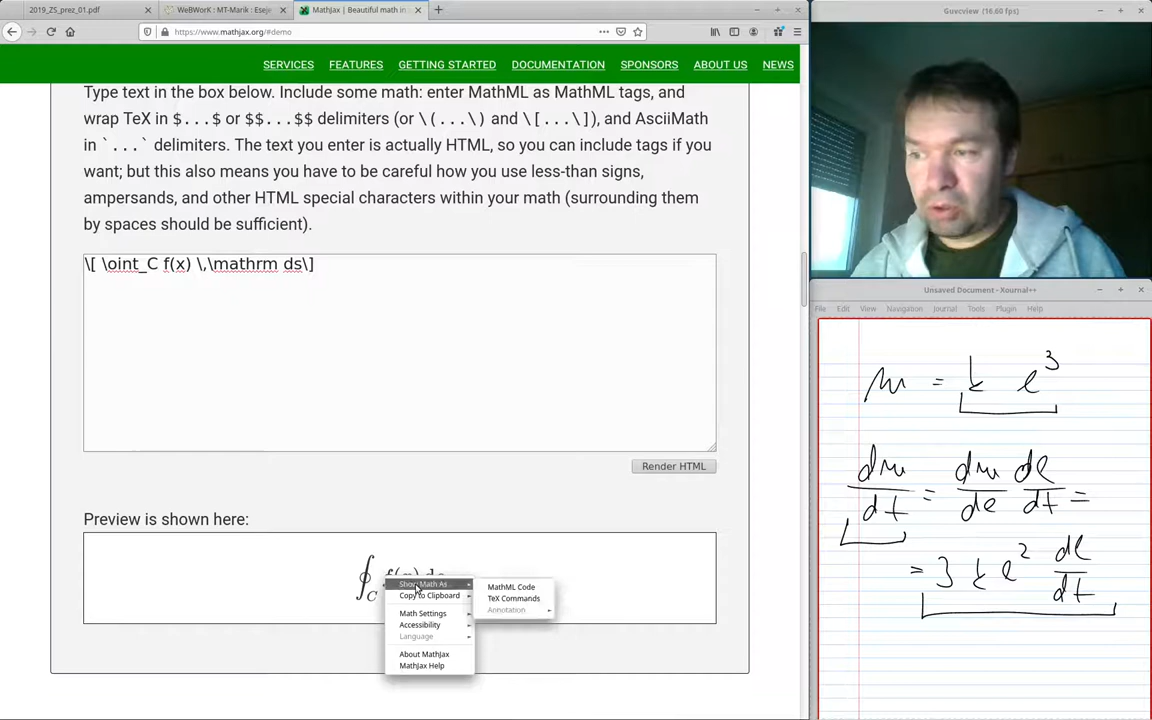 2019_ZS_prez_01.pdf
WeBWorK : MT-Marik : Eseje
MathJax | Beautiful math in
Guvcview (16.60 fps)
https://www.mathjax.org/#demo
SERVICES FEATURES GETTING STARTED DOCUMENTATION SPONSORS ABOUT US NEWS
Type text in the box below. Include some math: enter MathML as MathML tags, and
wrap TeX in $...$ or $$...$$ delimiters (or \(...\) and \[...\]), and AsciiMath
in `...` delimiters. The text you enter is actually HTML, so you can include tags if you
want; but this also means you have to be careful how you use less-than signs,
ampersands, and other HTML special characters within your math (surrounding them
by spaces should be sufficient).
\[ \oint_C f(x) \,\mathrm ds\]
Render HTML
Preview is shown here:
∮C
Show Math As
Copy to Clipboard
Math Settings
Accessibility
Language
About MathJax
MathJax Help
MathML Code
TeX Commands
Annotation
Unsaved Document - Xournal++
File Edit View Navigation Journal Tools Plugin Help
m = k l^3
dm/dt = dm/dl dl/dt =
= 3 k l^2 dl/dt